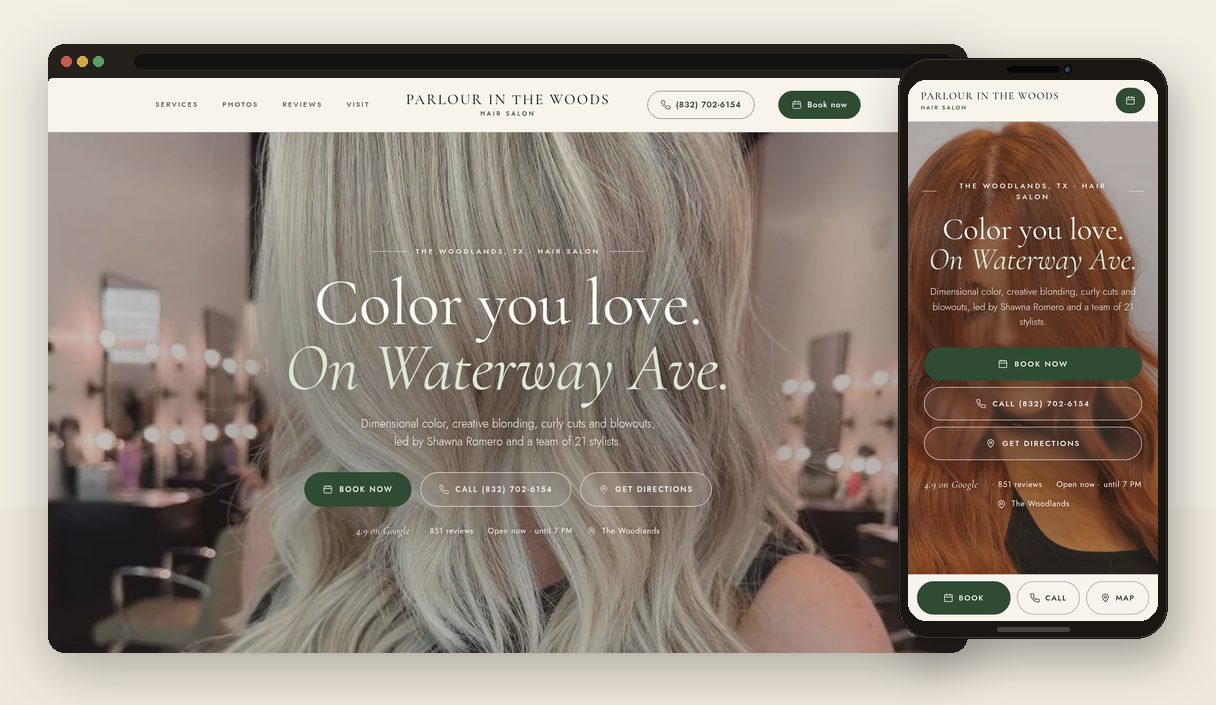 SERVICES PHOTOS REVIEWS VISIT
PARLOUR IN THE WOODS
HAIR SALON
(832) 702-6154
Book now
THE WOODLANDS, TX · HAIR SALON
Color you love.
On Waterway Ave.
Dimensional color, creative blonding, curly cuts and blowouts,
led by Shawna Romero and a team of 21 stylists.
BOOK NOW
CALL (832) 702-6154
GET DIRECTIONS
4.9 on Google · 851 reviews Open now · until 7 PM The Woodlands
PARLOUR IN THE WOODS
HAIR SALON
THE WOODLANDS, TX · HAIR
SALON
Color you love.
On Waterway Ave.
Dimensional color, creative blonding, curly cuts and
blowouts, led by Shawna Romero and a team of 21
stylists.
BOOK NOW
CALL (832) 702-6154
GET DIRECTIONS
4.9 on Google · 851 reviews Open now · until 7 PM
The Woodlands
BOOK CALL MAP